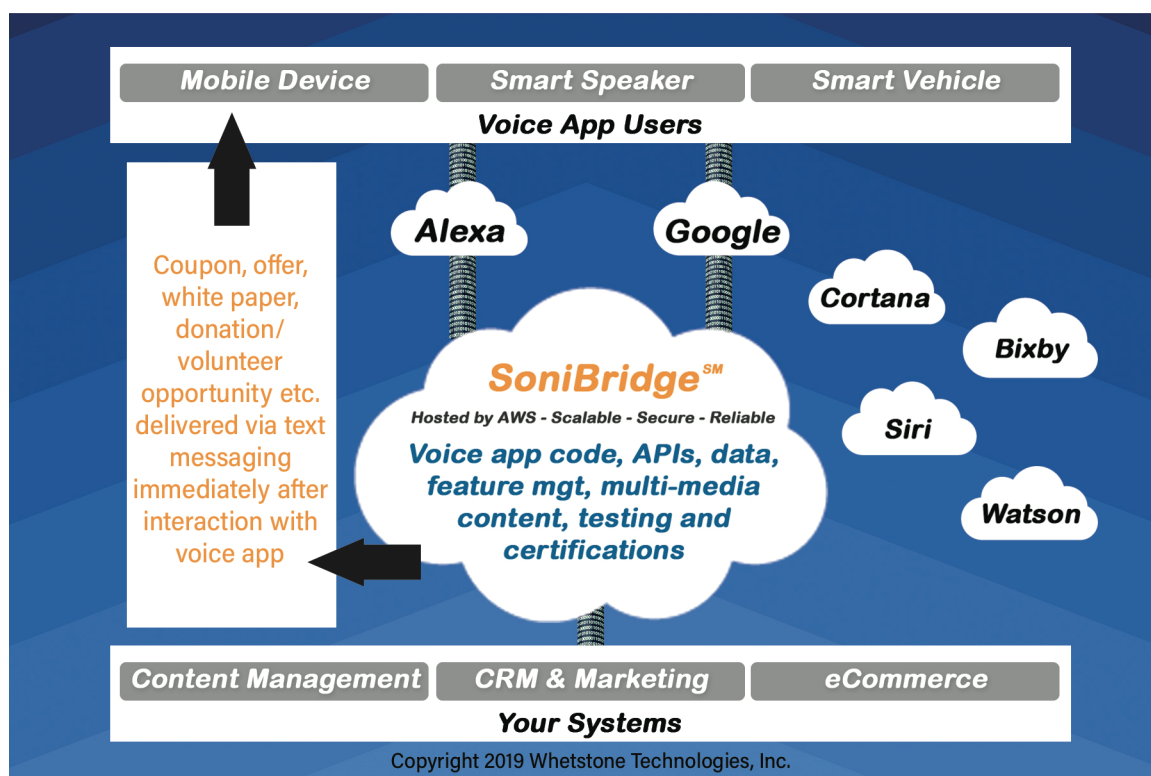 Mobile Device
Smart Speaker
Smart Vehicle
Voice App Users
Alexa
Google
Cortana
Bixby
Siri
Watson
Coupon, offer,
white paper,
donation/
volunteer
opportunity etc.
delivered via text
messaging
immediately after
interaction with
voice app
SoniBridge℠
Hosted by AWS - Scalable - Secure - Reliable
Voice app code, APIs, data,
feature mgt, multi-media
content, testing and
certifications
Content Management
CRM & Marketing
eCommerce
Your Systems
Copyright 2019 Whetstone Technologies, Inc.